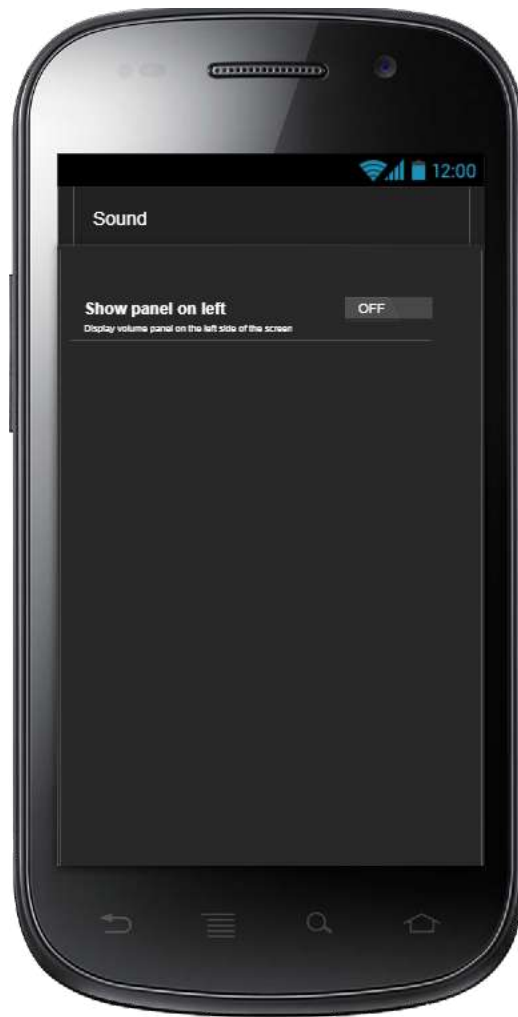 12:00
Sound
Show panel on left
OFF
Display volume panel on the left side of the screen